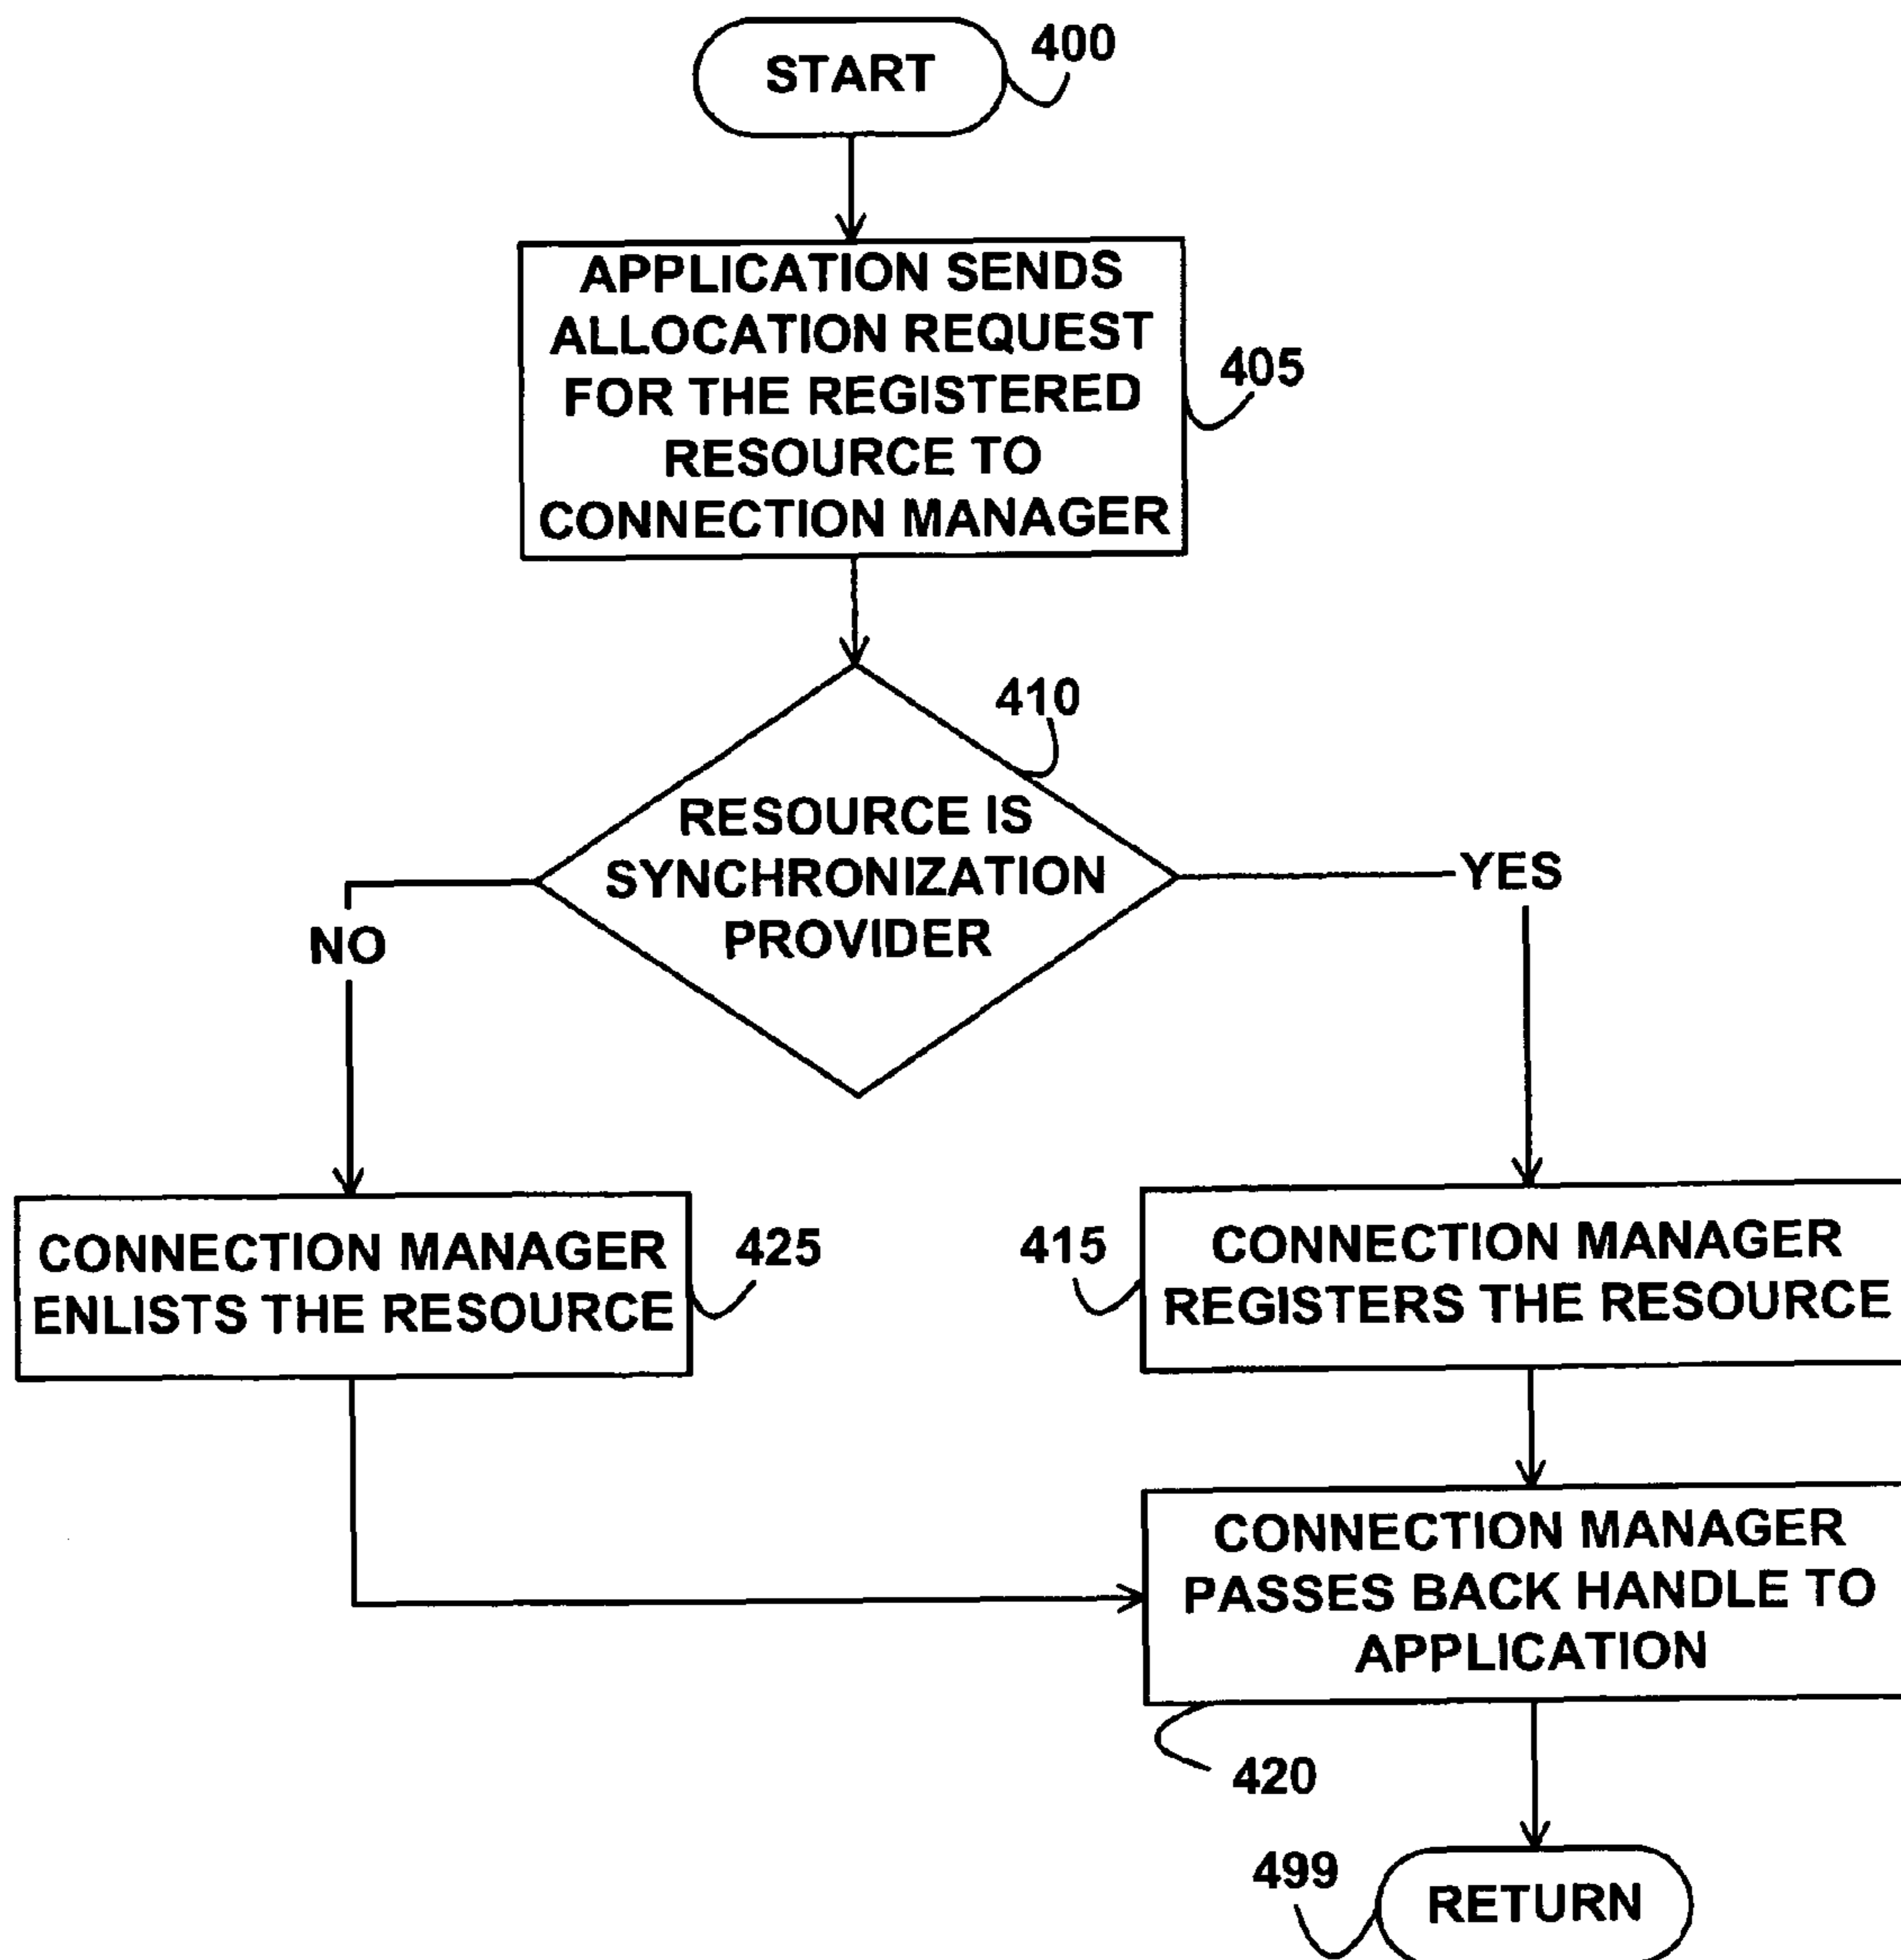 START
400
APPLICATION SENDS
ALLOCATION REQUEST
FOR THE REGISTERED
RESOURCE TO
CONNECTION MANAGER
405
410
RESOURCE IS
SYNCHRONIZATION
PROVIDER
YES
NO
CONNECTION MANAGER
ENLISTS THE RESOURCE
425
415
CONNECTION MANAGER
REGISTERS THE RESOURCE
CONNECTION MANAGER
PASSES BACK HANDLE TO
APPLICATION
420
499
RETURN